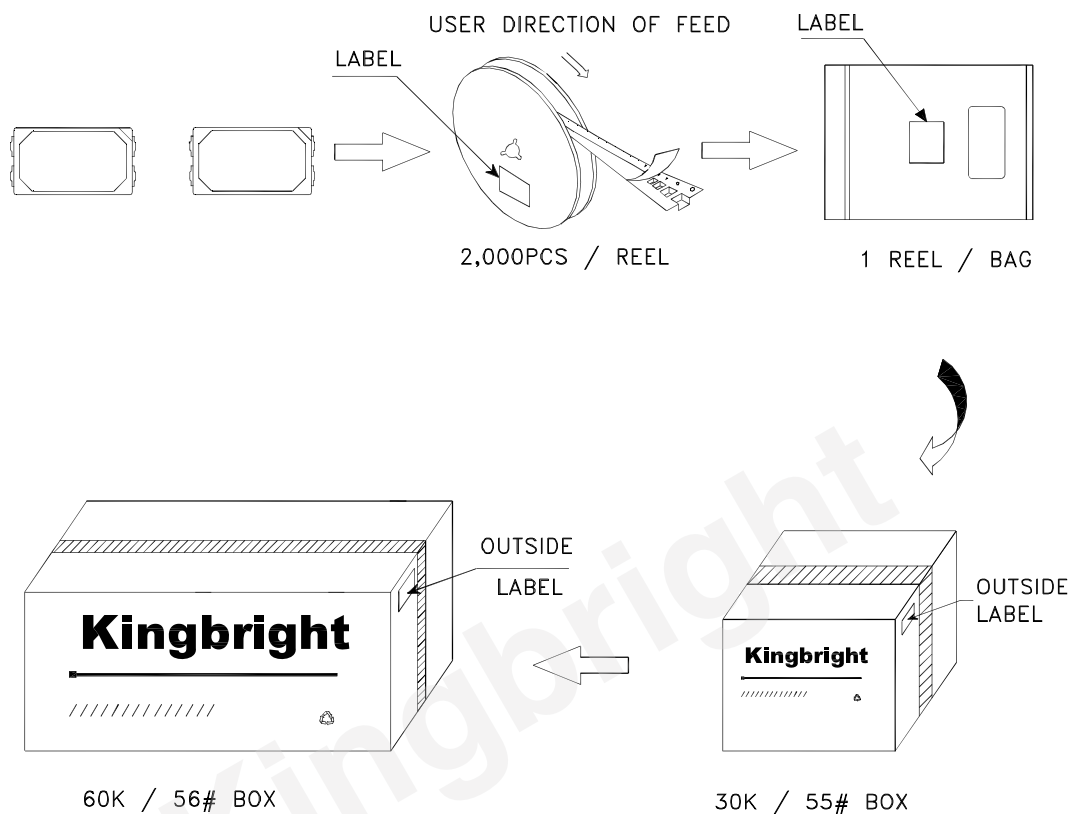 USER DIRECTION OF FEED
LABEL
LABEL
2,000PCS / REEL
1 REEL / BAG
OUTSIDE
LABEL
OUTSIDE
LABEL
Kingbright
Kingbright
60K / 56# BOX
30K / 55# BOX
Kingbright